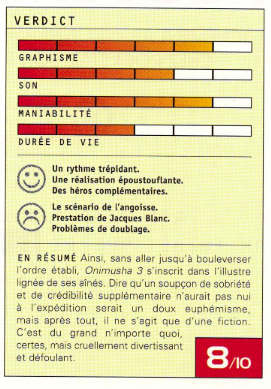 VERDICT
GRAPHISME
SON
MANIABILITÉ
DURÉE DE VIE
Un rythme trépidant.
Une réalisation époustouflante.
Des héros complémentaires.
Le scénario de l'angoisse.
Prestation de Jacques Blanc.
Problèmes de doublage.
EN RÉSUMÉ Ainsi, sans aller jusqu'à bouleverser
l'ordre établi, Onimusha 3 s'inscrit dans l'illustre
lignée de ses aînés. Dire qu'un soupçon de sobriété
et de crédibilité supplémentaire n'aurait pas nui
à l'expédition serait un doux euphémisme,
mais après tout, il ne s'agit que d'une fiction.
C'est du grand n'importe quoi,
certes, mais cruellement divertissant
et défoulant.
8/10